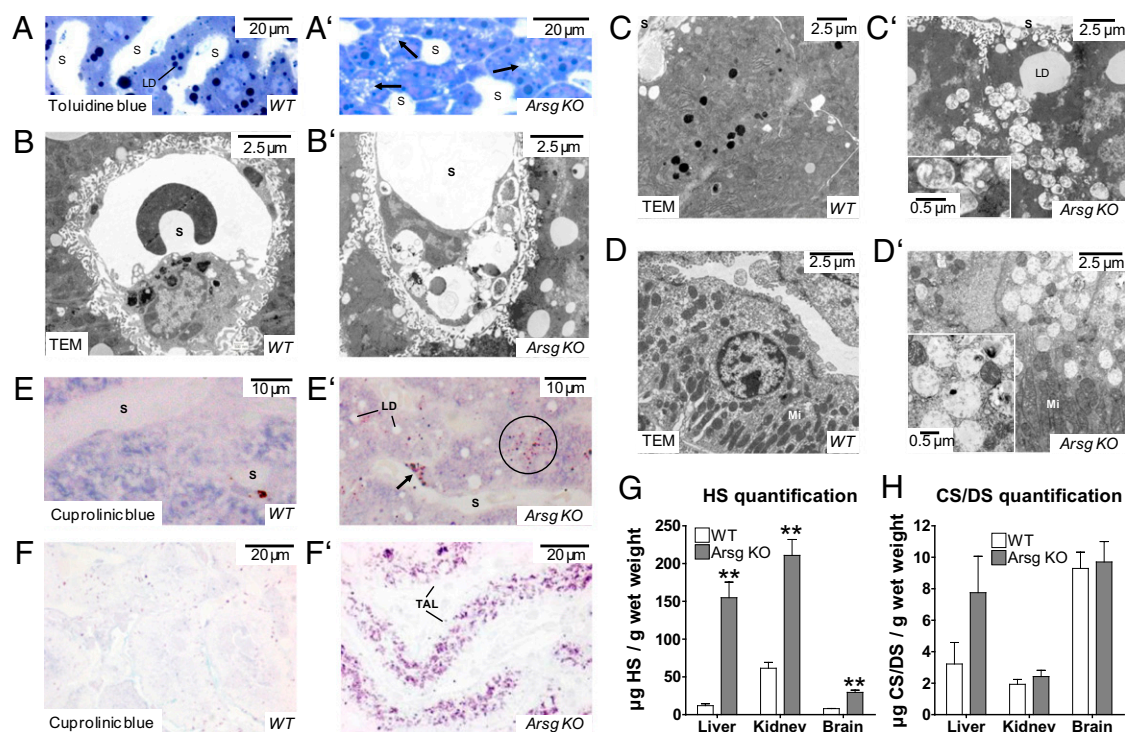 A
20 µm
S
S
S
LD
Toluidine blue
WT
A'
20 µm
S
S
S
Arsg KO
B
2.5 µm
S
TEM
WT
B'
2.5 µm
S
Arsg KO
C
S
2.5 µm
TEM
WT
C'
S
2.5 µm
LD
0.5 µm
Arsg KO
D
2.5 µm
Mi
TEM
WT
D'
2.5 µm
Mi
0.5 µm
Arsg KO
E
10 µm
S
S
Cuprolinic blue
WT
E'
10 µm
LD
S
Arsg KO
F
20 µm
Cuprolinic blue
WT
F'
20 µm
TAL
Arsg KO
G
HS quantification
µg HS / g wet weight
250
200
150
100
50
0
WT
Arsg KO
**
**
**
Liver Kidney Brain
H
CS/DS quantification
µg CS/DS / g wet weight
12
10
8
6
4
2
0
WT
Arsg KO
Liver Kidney Brain